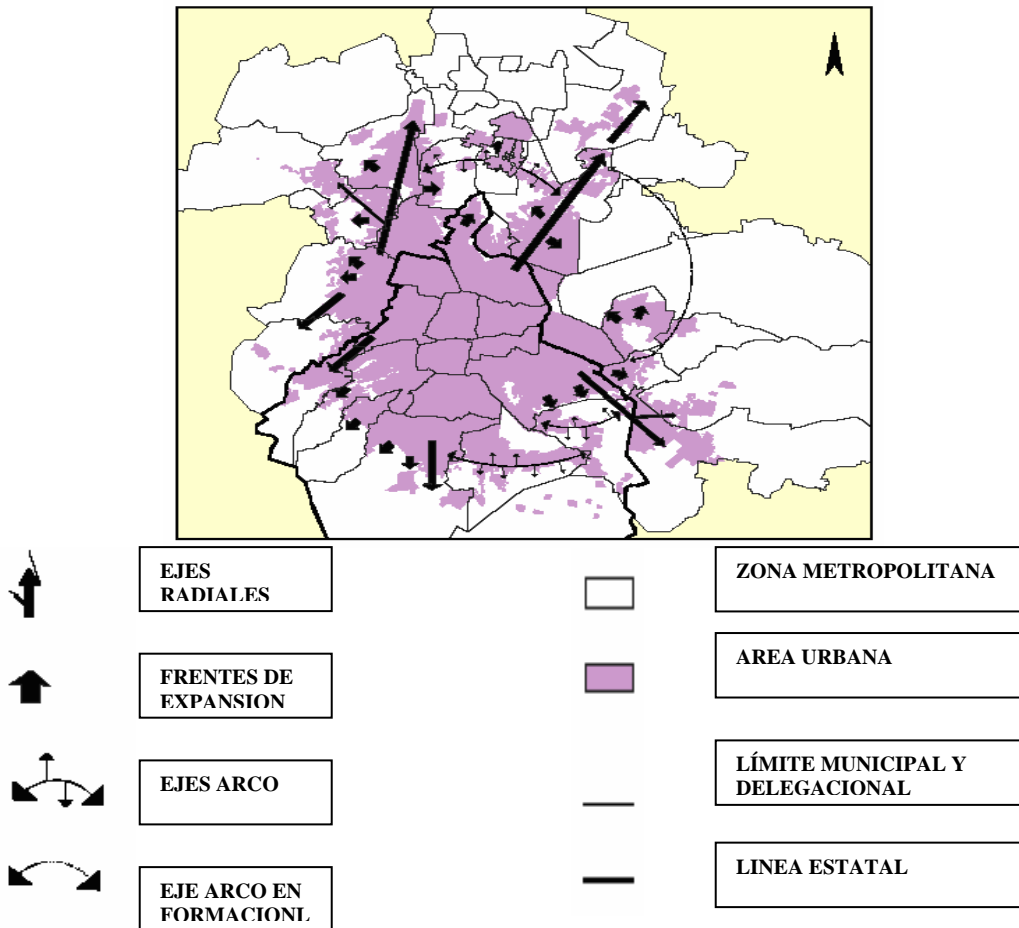 EJES
RADIALES
FRENTES DE
EXPANSION
EJES ARCO
EJE ARCO EN
FORMACIONL
ZONA METROPOLITANA
AREA URBANA
LÍMITE MUNICIPAL Y
DELEGACIONAL
LINEA ESTATAL